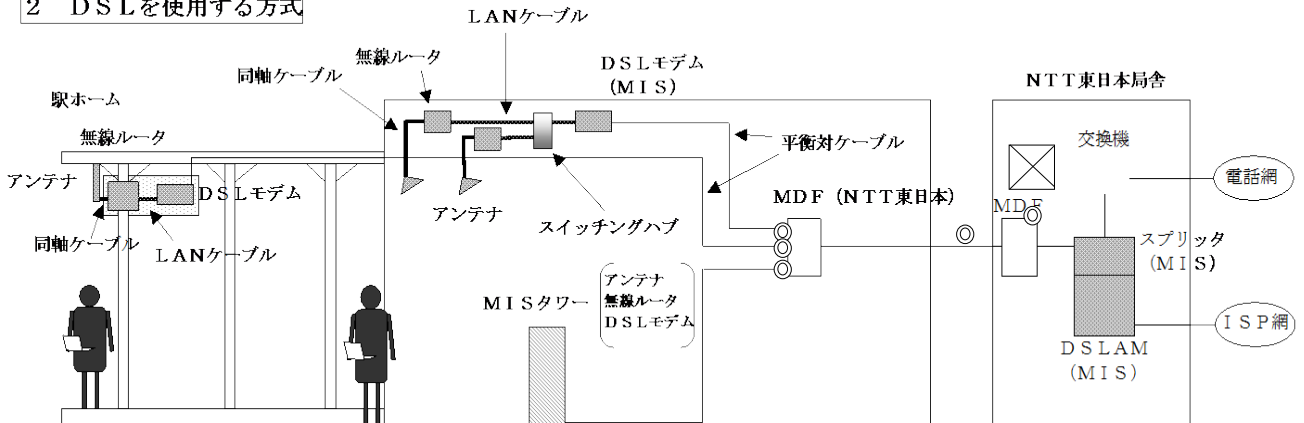 ２　ＤＳＬを使用する方式
ＬＡＮケーブル
無線ルータ
同軸ケーブル
ＤＳＬモデム
（ＭＩＳ）
ＮＴＴ東日本局舎
駅ホーム
無線ルータ
交換機
平衡対ケーブル
アンテナ
ＤＳＬモデム
電話網
ＭＤＦ（ＮＴＴ東日本）
ＭＤＦ
アンテナ
スイッチングハブ
同軸ケーブル
ＬＡＮケーブル
スプリッタ
（ＭＩＳ）
ＭＩＳタワー
アンテナ
無線ルータ
ＤＳＬモデム
ＩＳＰ網
ＤＳＬＡＭ
（ＭＩＳ）